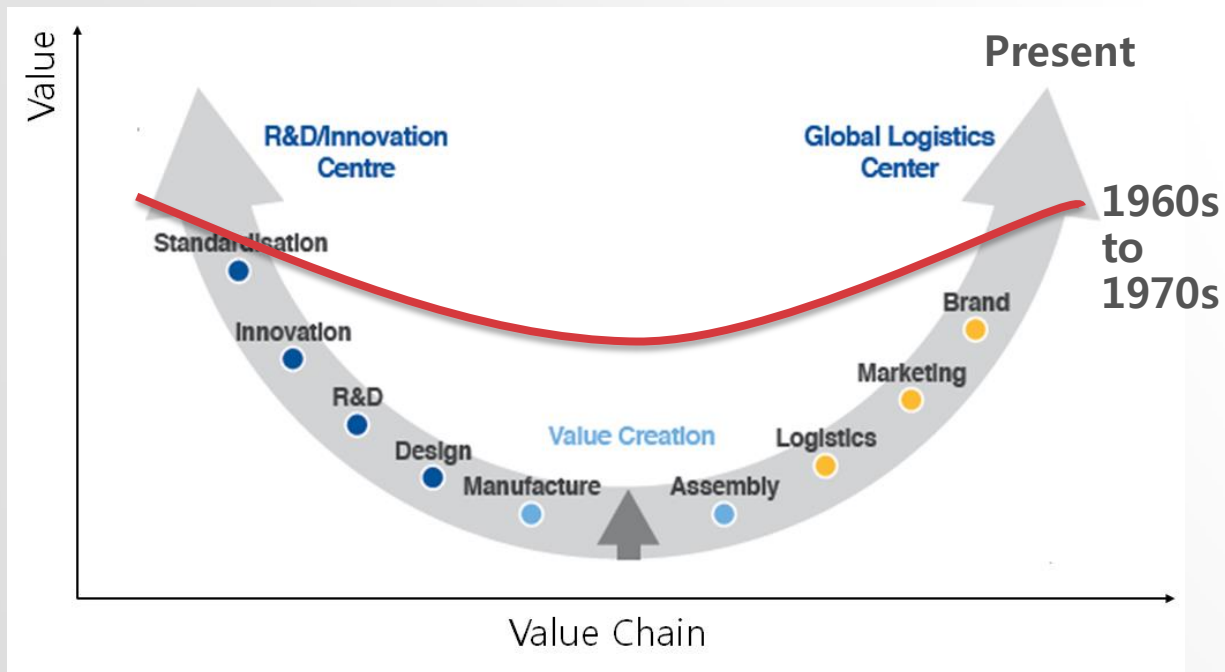 Value
Present
R&D/Innovation
Centre
Global Logistics
Center
1960s
to
1970s
Standardisation
Innovation
R&D
Design
Manufacture
Value Creation
Assembly
Logistics
Marketing
Brand
Value Chain